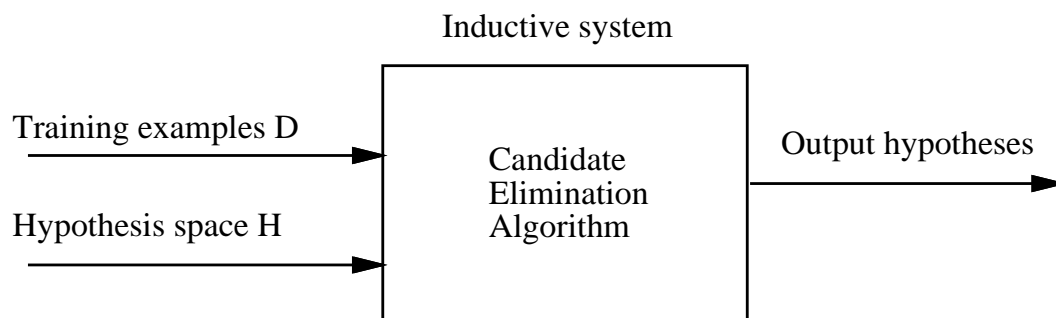 Inductive system
Training examples D
Hypothesis space H
Candidate
Elimination
Algorithm
Output hypotheses